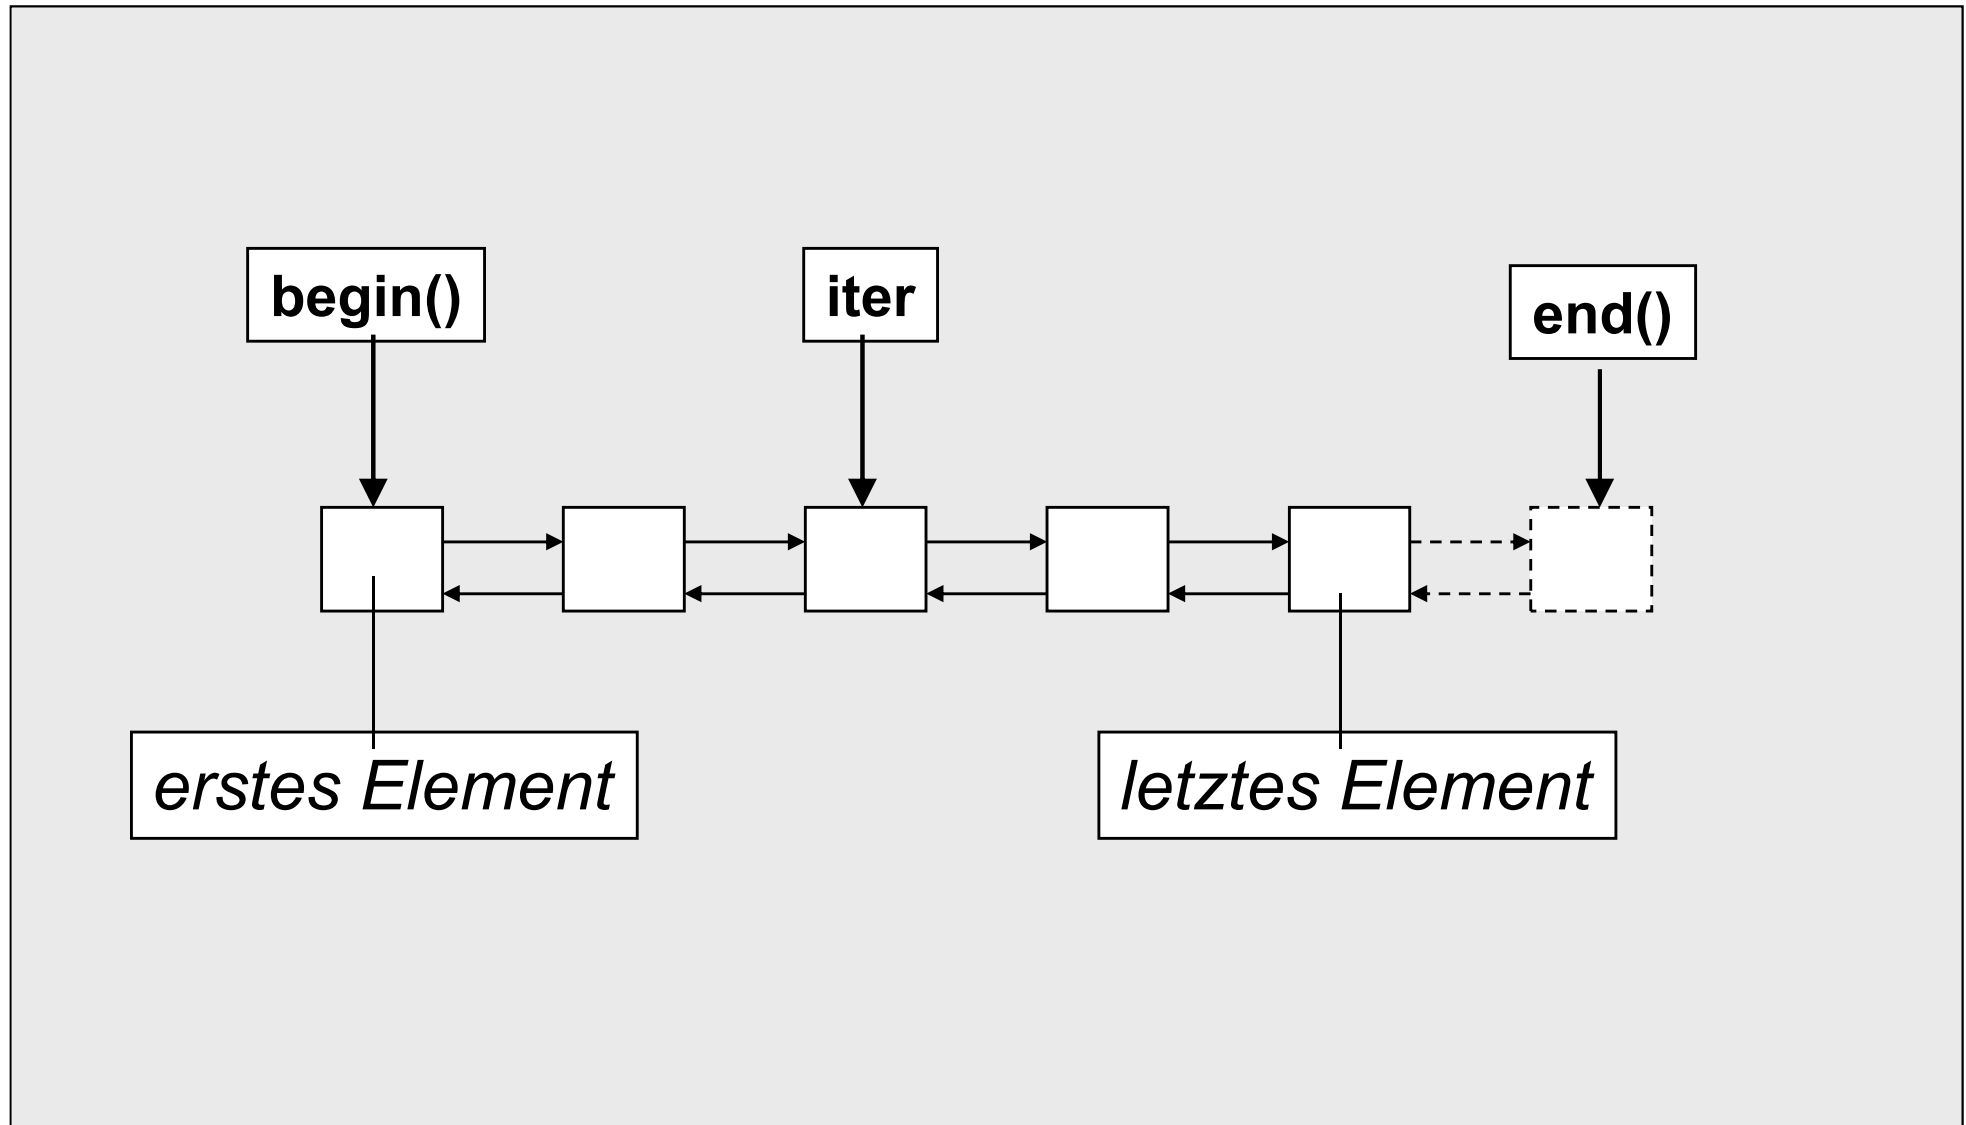 begin()
iter
end()
erstes Element
letztes Element